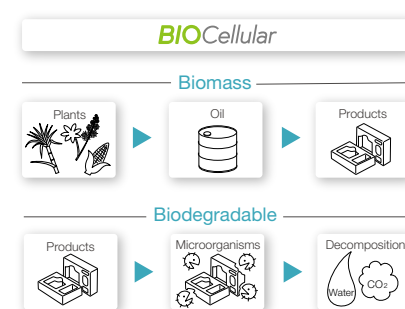 BIOCellular
Biomass
Plants
Oil
Products
Biodegradable
Products
Microorganisms
Decomposition
Water
CO₂